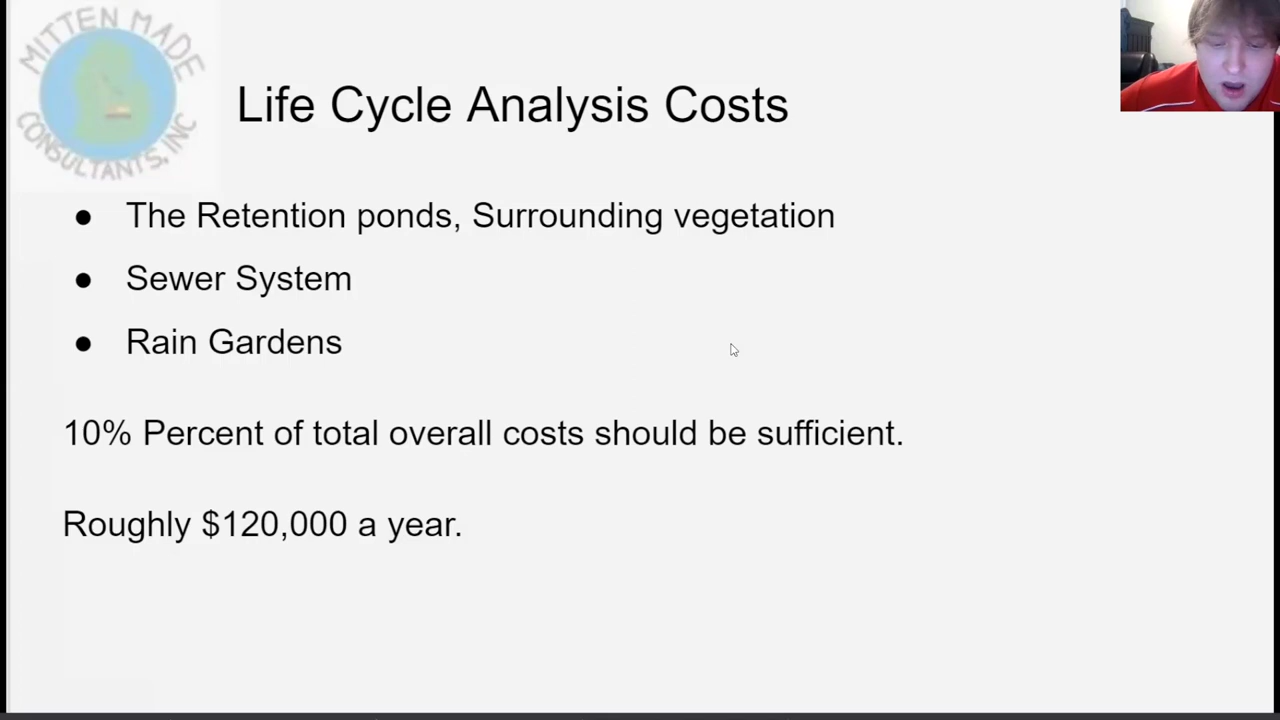 MITTEN MADE
CONSULTANTS, INC
Life Cycle Analysis Costs
● The Retention ponds, Surrounding vegetation
● Sewer System
● Rain Gardens
10% Percent of total overall costs should be sufficient.
Roughly $120,000 a year.